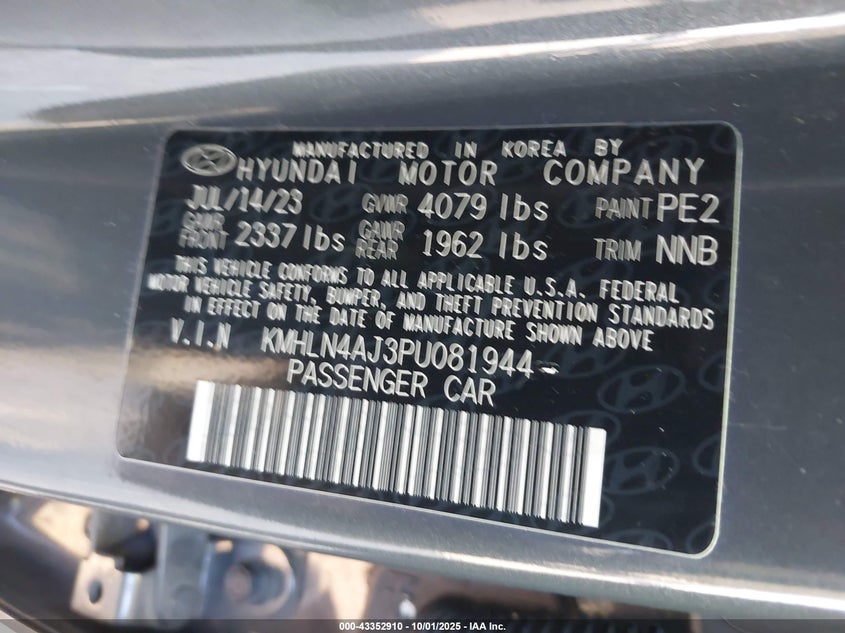 MANUFACTURED IN KOREA BY
HYUNDAI MOTOR COMPANY
JUL/14/23 GVWR 4079 lbs PAINT PE2
GAWR FRONT 2337 lbs GAWR REAR 1962 lbs TRIM NNB
THIS VEHICLE CONFORMS TO ALL APPLICABLE U.S.A. FEDERAL
MOTOR VEHICLE SAFETY, BUMPER, AND THEFT PREVENTION STANDARDS
IN EFFECT ON THE DATE OF MANUFACTURE SHOWN ABOVE
V.I.N KMHLN4AJ3PU081944-
PASSENGER CAR
000-43352910 - 10/01/2025 - IAA Inc.